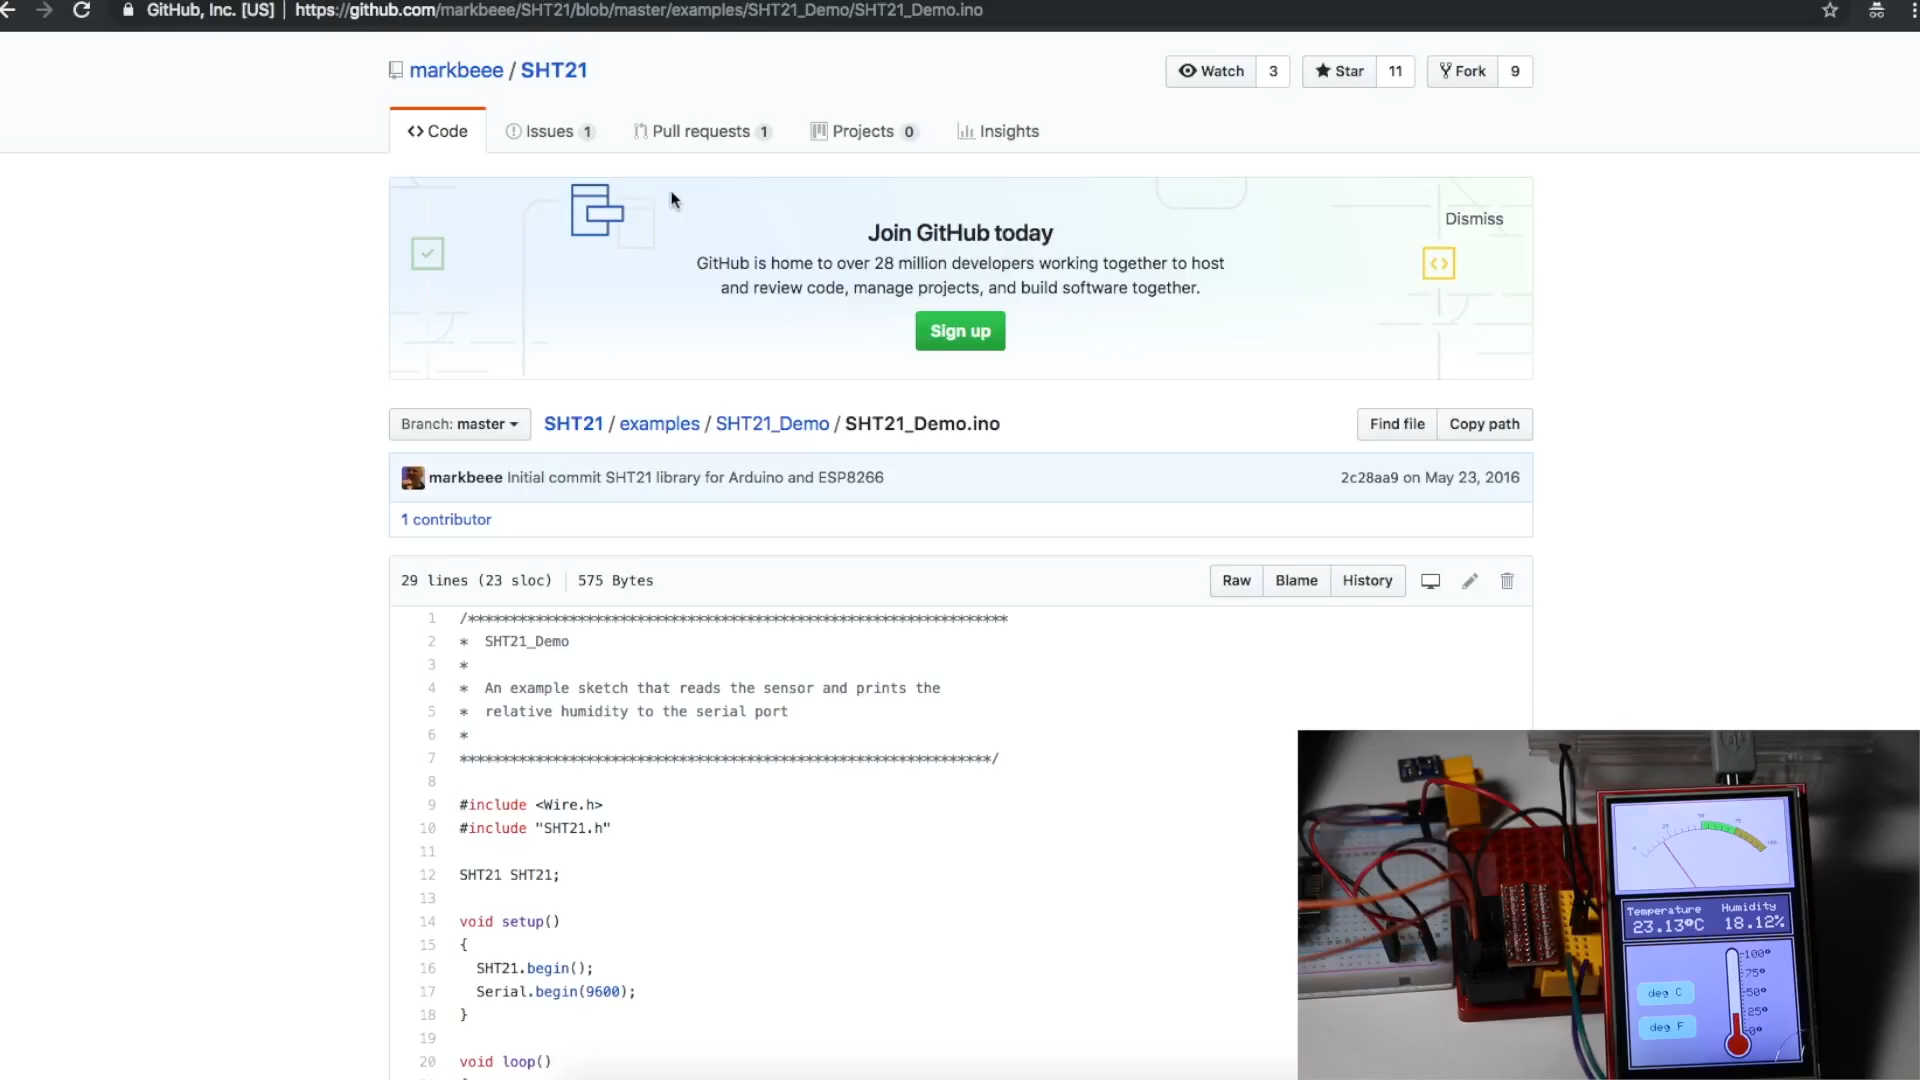 GitHub, Inc. [US] | https://github.com/markbeee/SHT21/blob/master/examples/SHT21_Demo/SHT21_Demo.ino
markbeee / SHT21
Watch 3 Star 11 Fork 9
Code Issues 1 Pull requests 1 Projects 0 Insights
Dismiss
Join GitHub today
GitHub is home to over 28 million developers working together to host
and review code, manage projects, and build software together.
Sign up
Branch: master SHT21 / examples / SHT21_Demo / SHT21_Demo.ino Find file Copy path
markbeee Initial commit SHT21 library for Arduino and ESP8266 2c28aa9 on May 23, 2016
1 contributor
29 lines (23 sloc) 575 Bytes Raw Blame History
1 /****************************************************************
2 * SHT21_Demo
3 *
4 * An example sketch that reads the sensor and prints the
5 * relative humidity to the serial port
6 *
7 ***************************************************************/
8
9 #include <Wire.h>
10 #include "SHT21.h"
11
12 SHT21 SHT21;
13
14 void setup()
15 {
16 SHT21.begin();
17 Serial.begin(9600);
18 }
19
20 void loop()
0 25 50 75 100
Temperature Humidity
23.13ºC 18.12%
100º
75º
50º
25º
0º
deg C
deg F